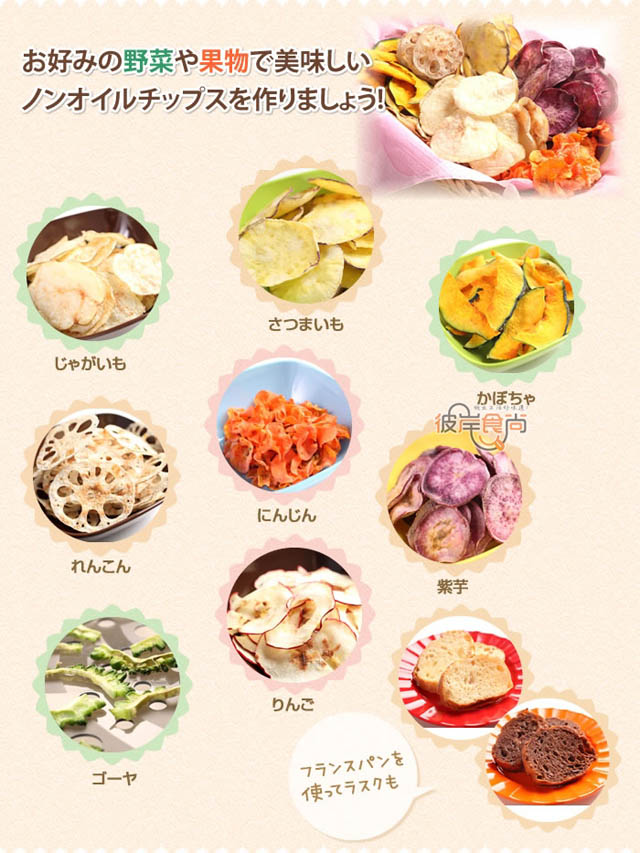 お好みの野菜や果物で美味しい
ノンオイルチップスを作りましょう!
さつまいも
じゃがいも
かぼちゃ
彼岸食尚
にんじん
れんこん
紫芋
りんご
ゴーヤ
フランスパンを
使ってラスクも